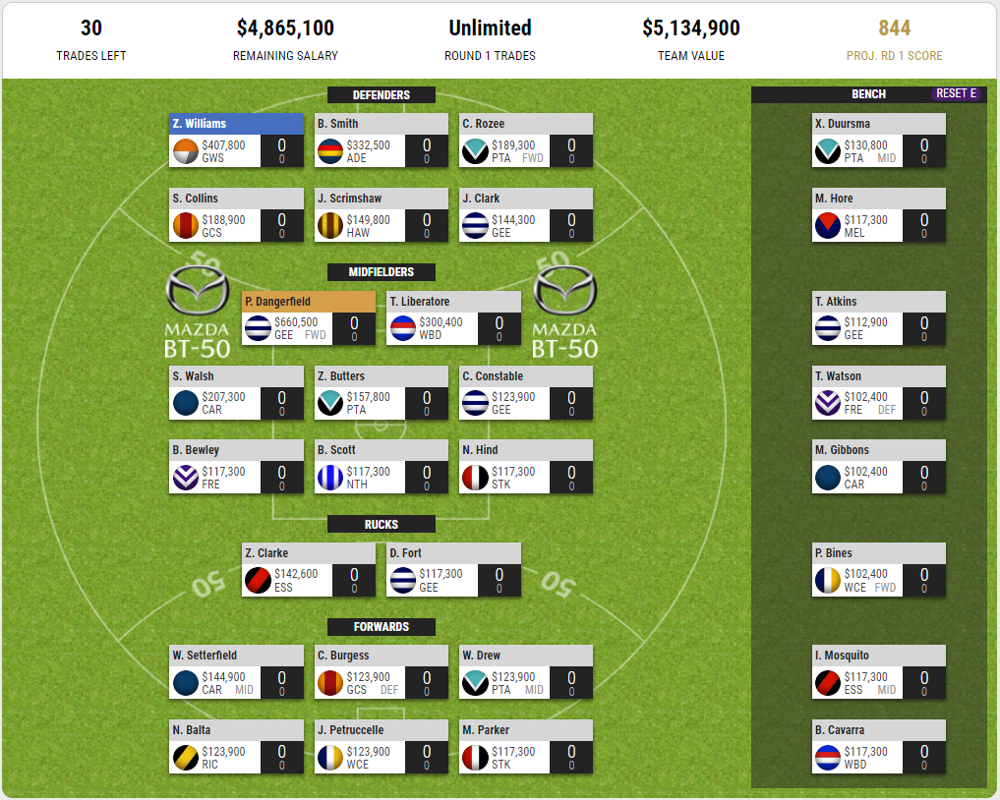 30 $4,865,100 Unlimited $5,134,900 844
TRADES LEFT REMAINING SALARY ROUND 1 TRADES TEAM VALUE PROJ. RD 1 SCORE
DEFENDERS BENCH RESET E
Z. Williams B. Smith C. Rozee X. Duursma
$407,800 0 $332,500 0 $189,300 0 $130,800 0
GWS 0 ADE 0 PTA FWD 0 PTA MID 0
S. Collins J. Scrimshaw J. Clark M. Hore
$188,900 0 $149,800 0 $144,300 0 $117,300 0
GCS 0 HAW 0 GEE 0 MEL 0
50 MIDFIELDERS 50
P. Dangerfield T. Liberatore T. Atkins
$660,500 0 $300,400 0 $112,900 0
GEE FWD 0 WBD 0 GEE 0
MAZDA MAZDA
BT-50 BT-50
S. Walsh Z. Butters C. Constable T. Watson
$207,300 0 $157,800 0 $123,900 0 $102,400 0
CAR 0 PTA 0 GEE 0 FRE DEF 0
B. Bewley B. Scott N. Hind M. Gibbons
$117,300 0 $117,300 0 $117,300 0 $102,400 0
FRE 0 NTH 0 STK 0 CAR 0
RUCKS
Z. Clarke D. Fort P. Bines
$142,600 0 $117,300 0 $102,400 0
ESS 0 GEE 0 WCE FWD 0
50 50
FORWARDS
W. Setterfield C. Burgess W. Drew I. Mosquito
$144,900 0 $123,900 0 $123,900 0 $117,300 0
CAR MID 0 GCS DEF 0 PTA MID 0 ESS MID 0
N. Balta J. Petruccelle M. Parker B. Cavarra
$123,900 0 $123,900 0 $117,300 0 $117,300 0
RIC 0 WCE 0 STK 0 WBD 0